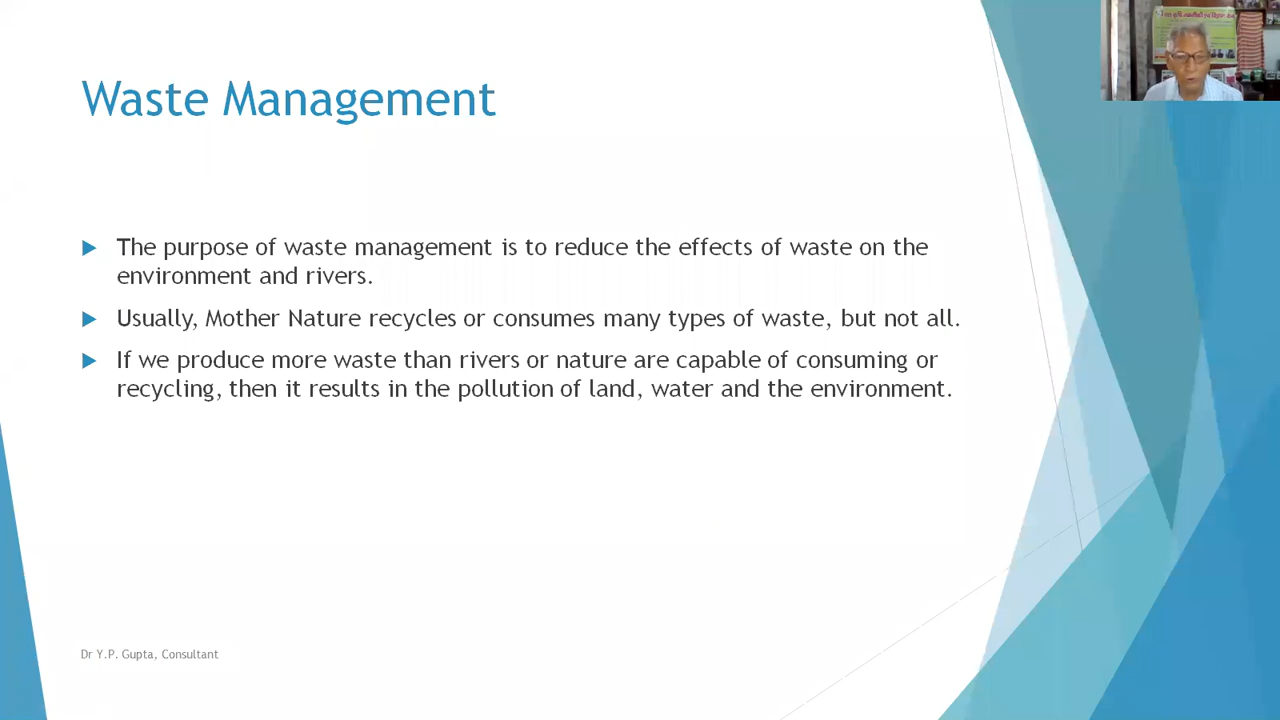 Waste Management
The purpose of waste management is to reduce the effects of waste on the
environment and rivers.
Usually, Mother Nature recycles or consumes many types of waste, but not all.
If we produce more waste than rivers or nature are capable of consuming or
recycling, then it results in the pollution of land, water and the environment.
Dr Y.P. Gupta, Consultant